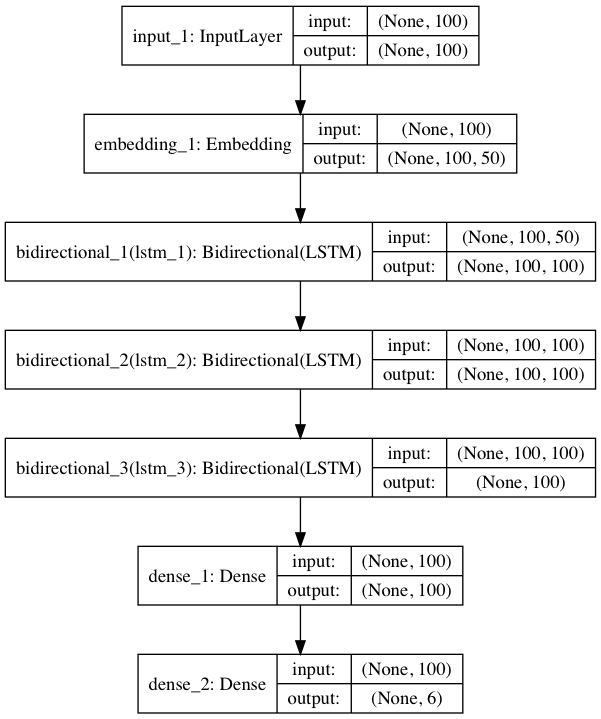 input_1: InputLayer
input: (None, 100)
output: (None, 100)
embedding_1: Embedding
input: (None, 100)
output: (None, 100, 50)
bidirectional_1(lstm_1): Bidirectional(LSTM)
input: (None, 100, 50)
output: (None, 100, 100)
bidirectional_2(lstm_2): Bidirectional(LSTM)
input: (None, 100, 100)
output: (None, 100, 100)
bidirectional_3(lstm_3): Bidirectional(LSTM)
input: (None, 100, 100)
output: (None, 100)
dense_1: Dense
input: (None, 100)
output: (None, 100)
dense_2: Dense
input: (None, 100)
output: (None, 6)